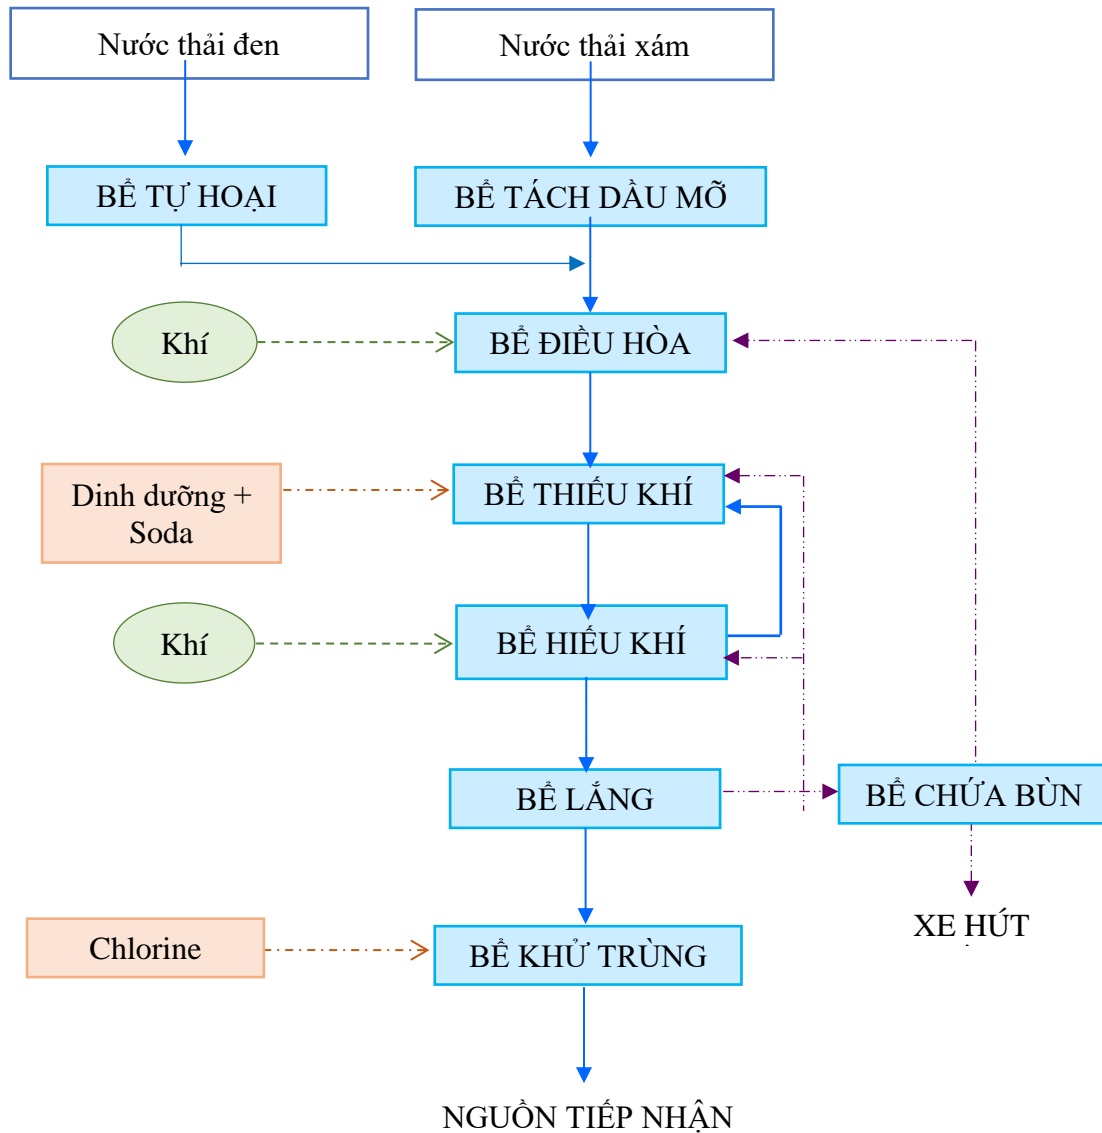 Nước thải đen
Nước thải xám
BỂ TỰ HOẠI
BỂ TÁCH DẦU MỠ
Khí
BỂ ĐIỀU HÒA
Dinh dưỡng +
Soda
BỂ THIẾU KHÍ
Khí
BỂ HIẾU KHÍ
BỂ LẮNG
BỂ CHỨA BÙN
XE HÚT
Chlorine
BỂ KHỬ TRÙNG
NGUỒN TIẾP NHẬN